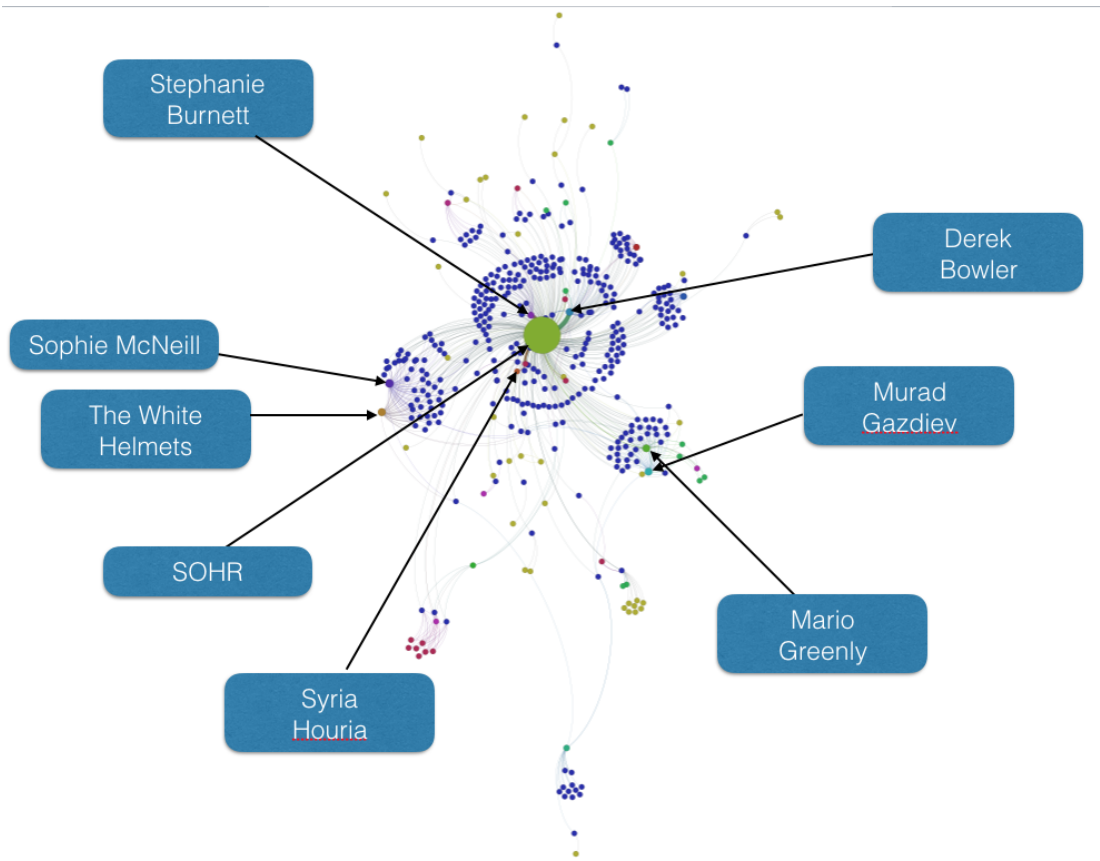 Stephanie
Burnett
Derek
Bowler
Sophie McNeill
The White
Helmets
Murad
Gazdiev
SOHR
Mario
Greenly
Syria
Houria